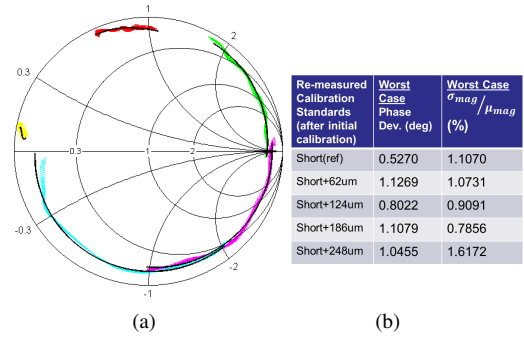 1
2
0.3
-0.3
1
2
-0.3
-2
-1
(a)
Re-measured Calibration Standards (after initial calibration)
Worst Case Phase Dev. (deg)
Worst Case σmag/μmag (%)
Short(ref) 0.5270 1.1070
Short+62um 1.1269 1.0731
Short+124um 0.8022 0.9091
Short+186um 1.1079 0.7856
Short+248um 1.0455 1.6172
(b)